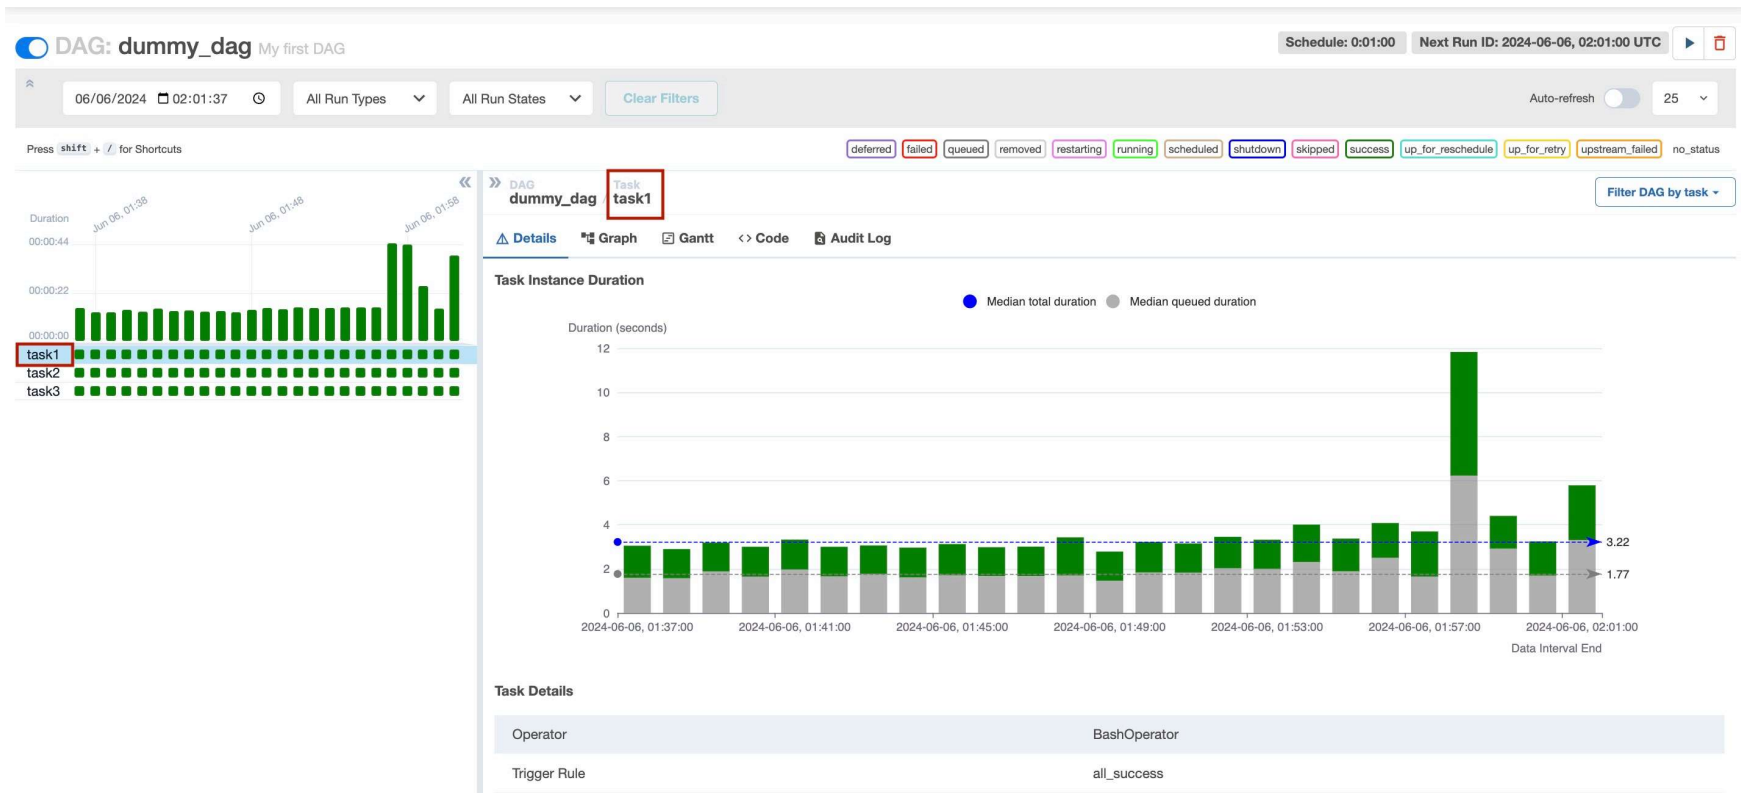 DAG: dummy_dag My first DAG
Schedule: 0:01:00 Next Run ID: 2024-06-06, 02:01:00 UTC
06/06/2024 02:01:37 All Run Types All Run States Clear Filters Auto-refresh 25
Press shift + / for Shortcuts
deferred failed queued removed restarting running scheduled shutdown skipped success up_for_reschedule up_for_retry upstream_failed no_status
Jun 06, 01:38 Jun 06, 01:48 Jun 06, 01:58
Duration
00:00:44
00:00:22
00:00:00
task1
task2
task3
DAG Task
dummy_dag / task1
Filter DAG by task
Details Graph Gantt <> Code Audit Log
Task Instance Duration
Median total duration Median queued duration
Duration (seconds)
12
10
8
6
4
3.22
2
1.77
0
2024-06-06, 01:37:00 2024-06-06, 01:41:00 2024-06-06, 01:45:00 2024-06-06, 01:49:00 2024-06-06, 01:53:00 2024-06-06, 01:57:00 2024-06-06, 02:01:00
Data Interval End
Task Details
Operator BashOperator
Trigger Rule all_success